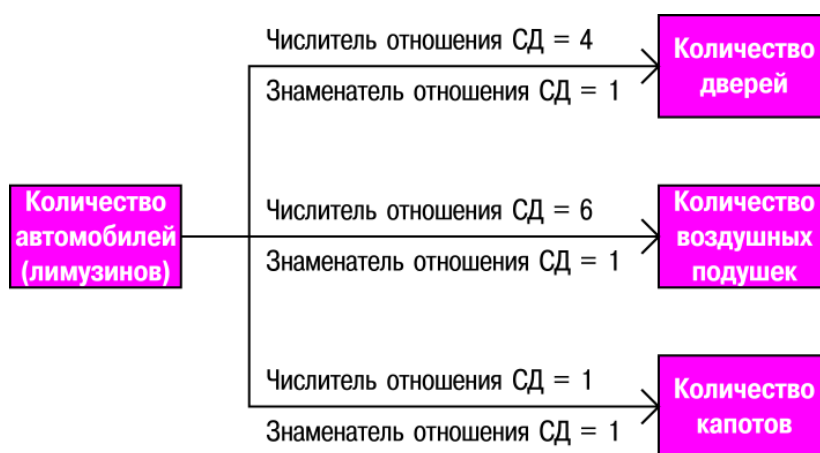 Числитель отношения СД = 4
Знаменатель отношения СД = 1
Количество
дверей
Количество
автомобилей
(лимузинов)
Числитель отношения СД = 6
Знаменатель отношения СД = 1
Количество
воздушных
подушек
Числитель отношения СД = 1
Знаменатель отношения СД = 1
Количество
капотов